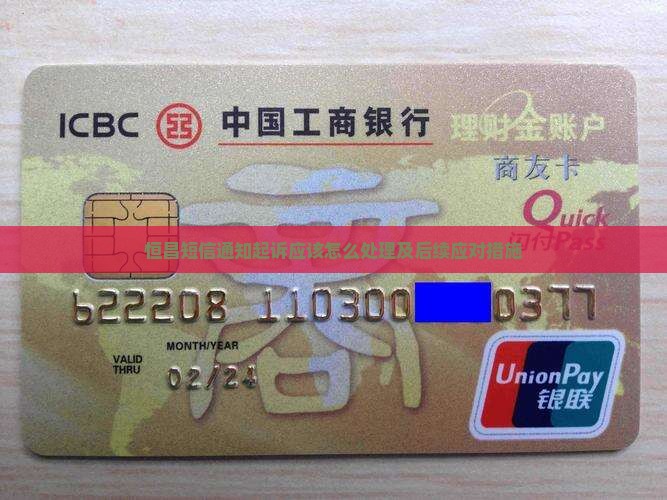 ICBC 中国工商银行 理财金账户
商友卡
Quick
闪付Pass
恒昌短信通知起诉应该怎么处理及后续应对措施
622208 110300 0377
MONTH/YEAR
VALID
THRU
02/24
UnionPay
银联